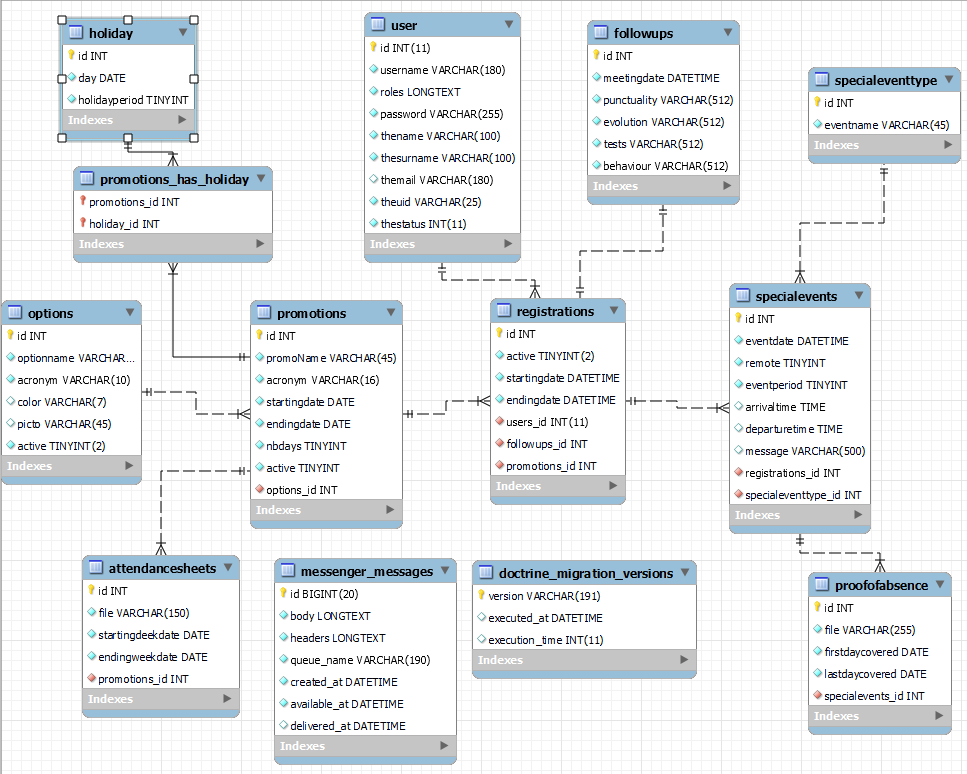 holiday
id INT
day DATE
holidayperiod TINYINT
Indexes
user
id INT(11)
username VARCHAR(180)
roles LONGTEXT
password VARCHAR(255)
thename VARCHAR(100)
thesurname VARCHAR(100)
themail VARCHAR(180)
theuid VARCHAR(25)
thestatus INT(11)
Indexes
followups
id INT
meetingdate DATETIME
punctuality VARCHAR(512)
evolution VARCHAR(512)
tests VARCHAR(512)
behaviour VARCHAR(512)
Indexes
specialeventtype
id INT
eventname VARCHAR(45)
Indexes
promotions_has_holiday
promotions_id INT
holiday_id INT
Indexes
options
id INT
optionname VARCHAR...
acronym VARCHAR(10)
color VARCHAR(7)
picto VARCHAR(45)
active TINYINT(2)
Indexes
promotions
id INT
promoName VARCHAR(45)
acronym VARCHAR(16)
startingdate DATE
endingdate DATE
nbdays TINYINT
active TINYINT
options_id INT
Indexes
registrations
id INT
active TINYINT(2)
startingdate DATETIME
endingdate DATETIME
users_id INT(11)
followups_id INT
promotions_id INT
Indexes
specialevents
id INT
eventdate DATETIME
remote TINYINT
eventperiod TINYINT
arrivaltime TIME
departuretime TIME
message VARCHAR(500)
registrations_id INT
specialeventtype_id INT
Indexes
attendancesheets
id INT
file VARCHAR(150)
startingdeekdate DATE
endingweekdate DATE
promotions_id INT
Indexes
messenger_messages
id BIGINT(20)
body LONGTEXT
headers LONGTEXT
queue_name VARCHAR(190)
created_at DATETIME
available_at DATETIME
delivered_at DATETIME
Indexes
doctrine_migration_versions
version VARCHAR(191)
executed_at DATETIME
execution_time INT(11)
Indexes
proofofabsence
id INT
file VARCHAR(255)
firstdaycovered DATE
lastdaycovered DATE
specialevents_id INT
Indexes